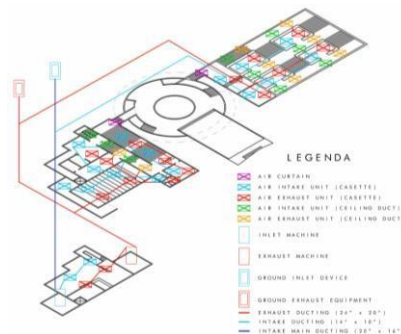 LEGENDA
AIR CURTAIN
AIR INTAKE UNIT (CASETTE)
AIR EXHAUST UNIT (CASETTE)
AIR INTAKE UNIT (CEILING DUCT)
AIR EXHAUST UNIT (CEILING DUCT
INLET MACHINE
EXHAUST MACHINE
GROUND INLET DEVICE
GROUND EXHAUST EQUIPMENT
EXHAUST DUCTING
INTAKE DUCTING
INTAKE MAIN DUCTING